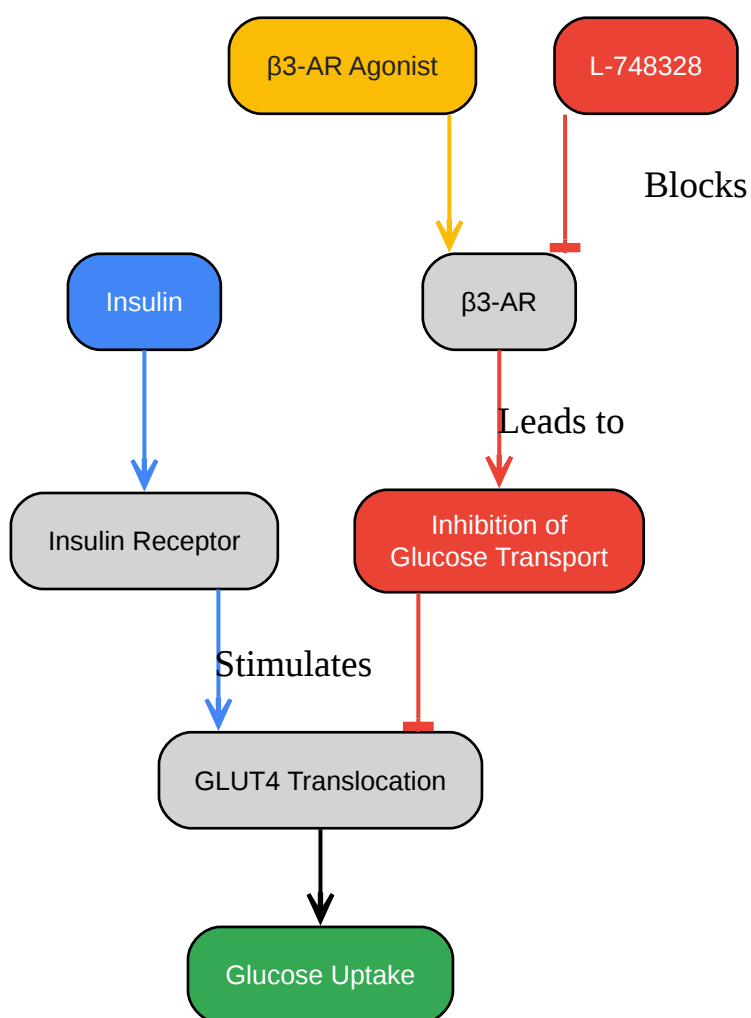 β3-AR Agonist
L-748328
Blocks
Insulin
β3-AR
Leads to
Insulin Receptor
Inhibition of
Glucose Transport
Stimulates
GLUT4 Translocation
Glucose Uptake